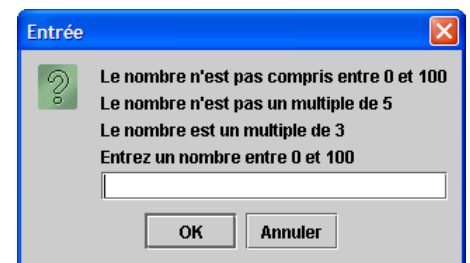 Entrée
Le nombre n'est pas compris entre 0 et 100
Le nombre n'est pas un multiple de 5
Le nombre est un multiple de 3
Entrez un nombre entre 0 et 100
OK Annuler